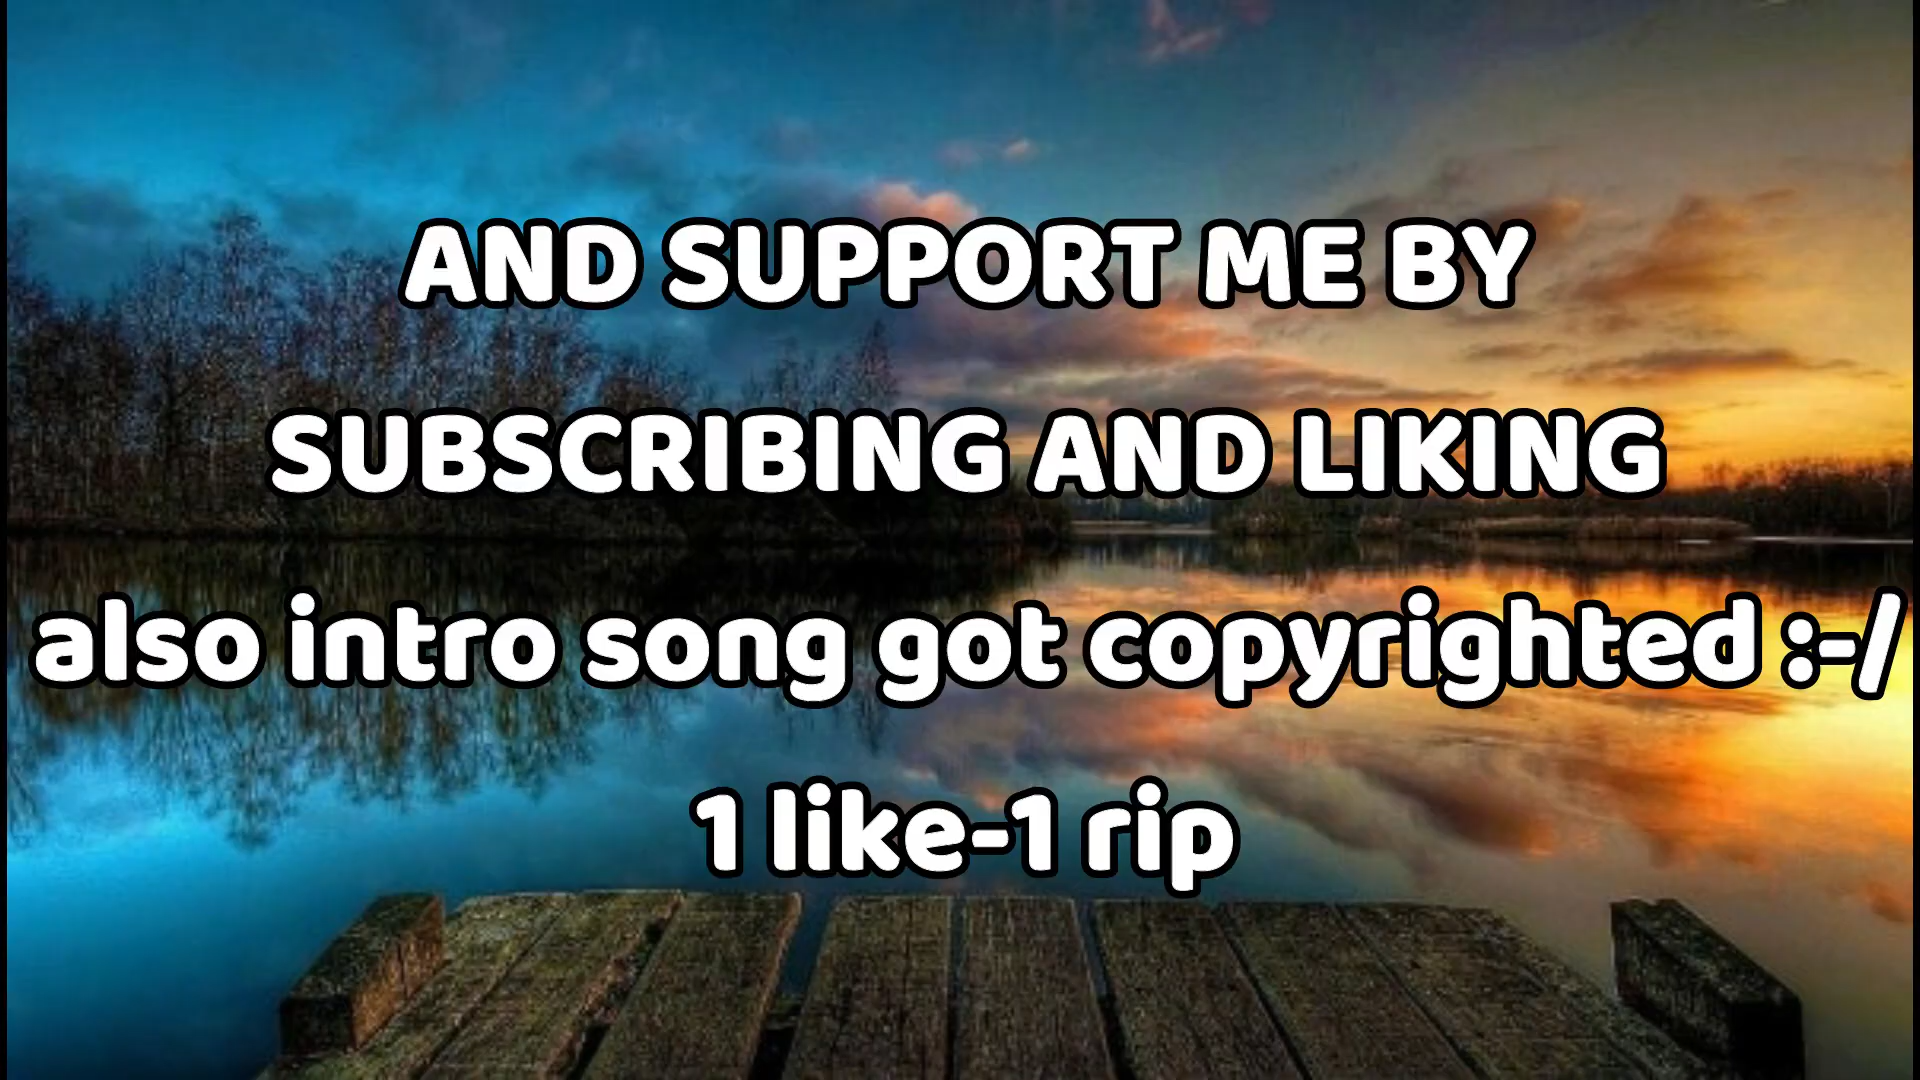 AND SUPPORT ME BY
SUBSCRIBING AND LIKING
also intro song got copyrighted :-/
1 like-1 rip